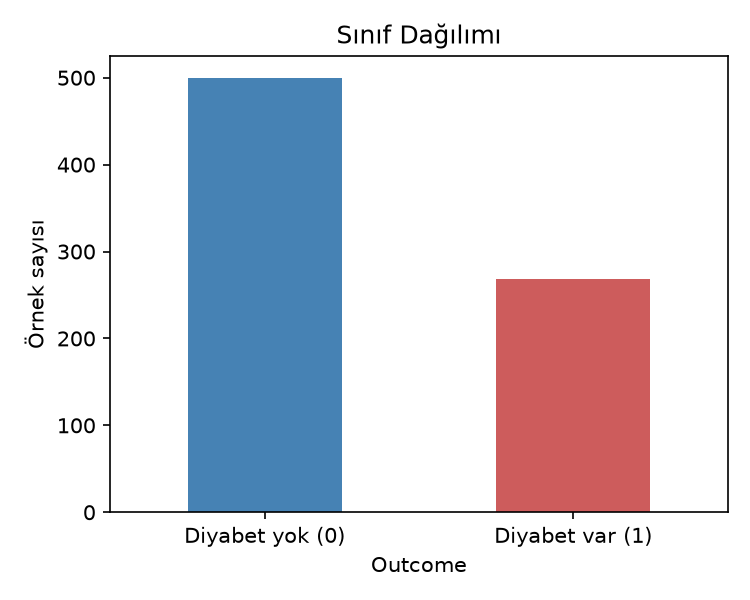 Sınıf Dağılımı
Örnek sayısı
500
400
300
200
100
0
Diyabet yok (0)
Diyabet var (1)
Outcome